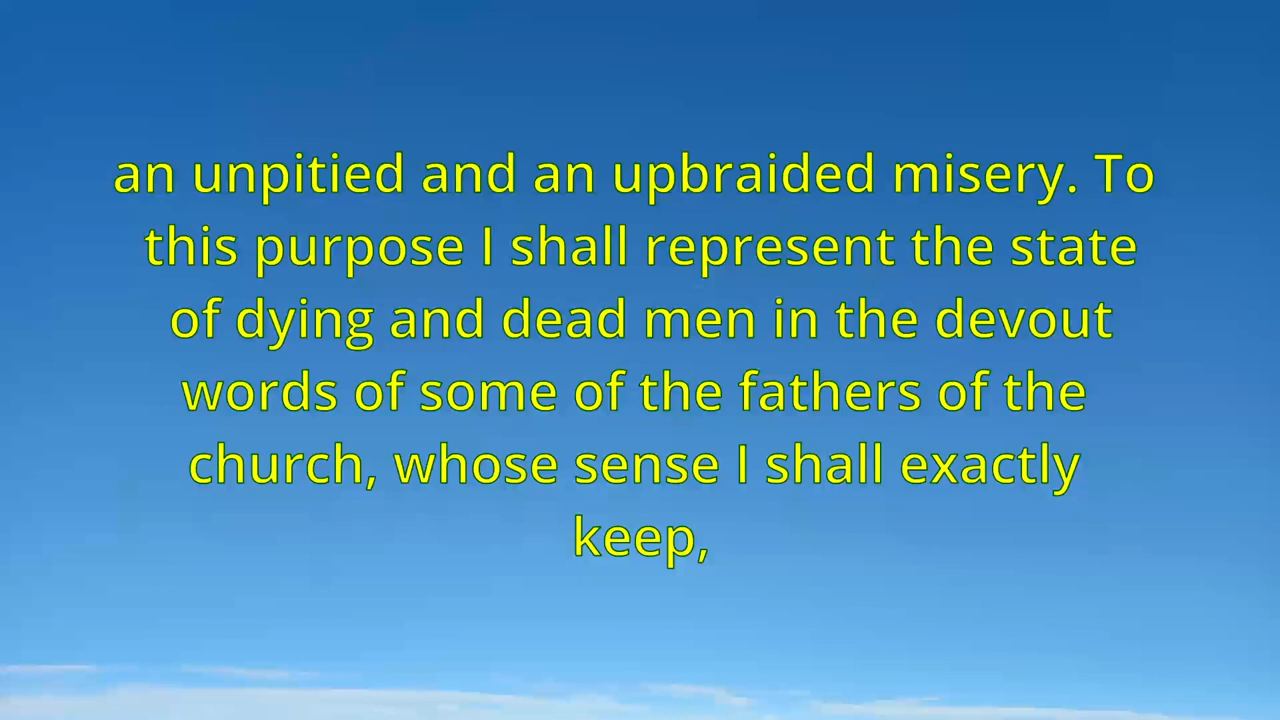 an unpitied and an upbraided misery. To
this purpose I shall represent the state
of dying and dead men in the devout
words of some of the fathers of the
church, whose sense I shall exactly
keep,